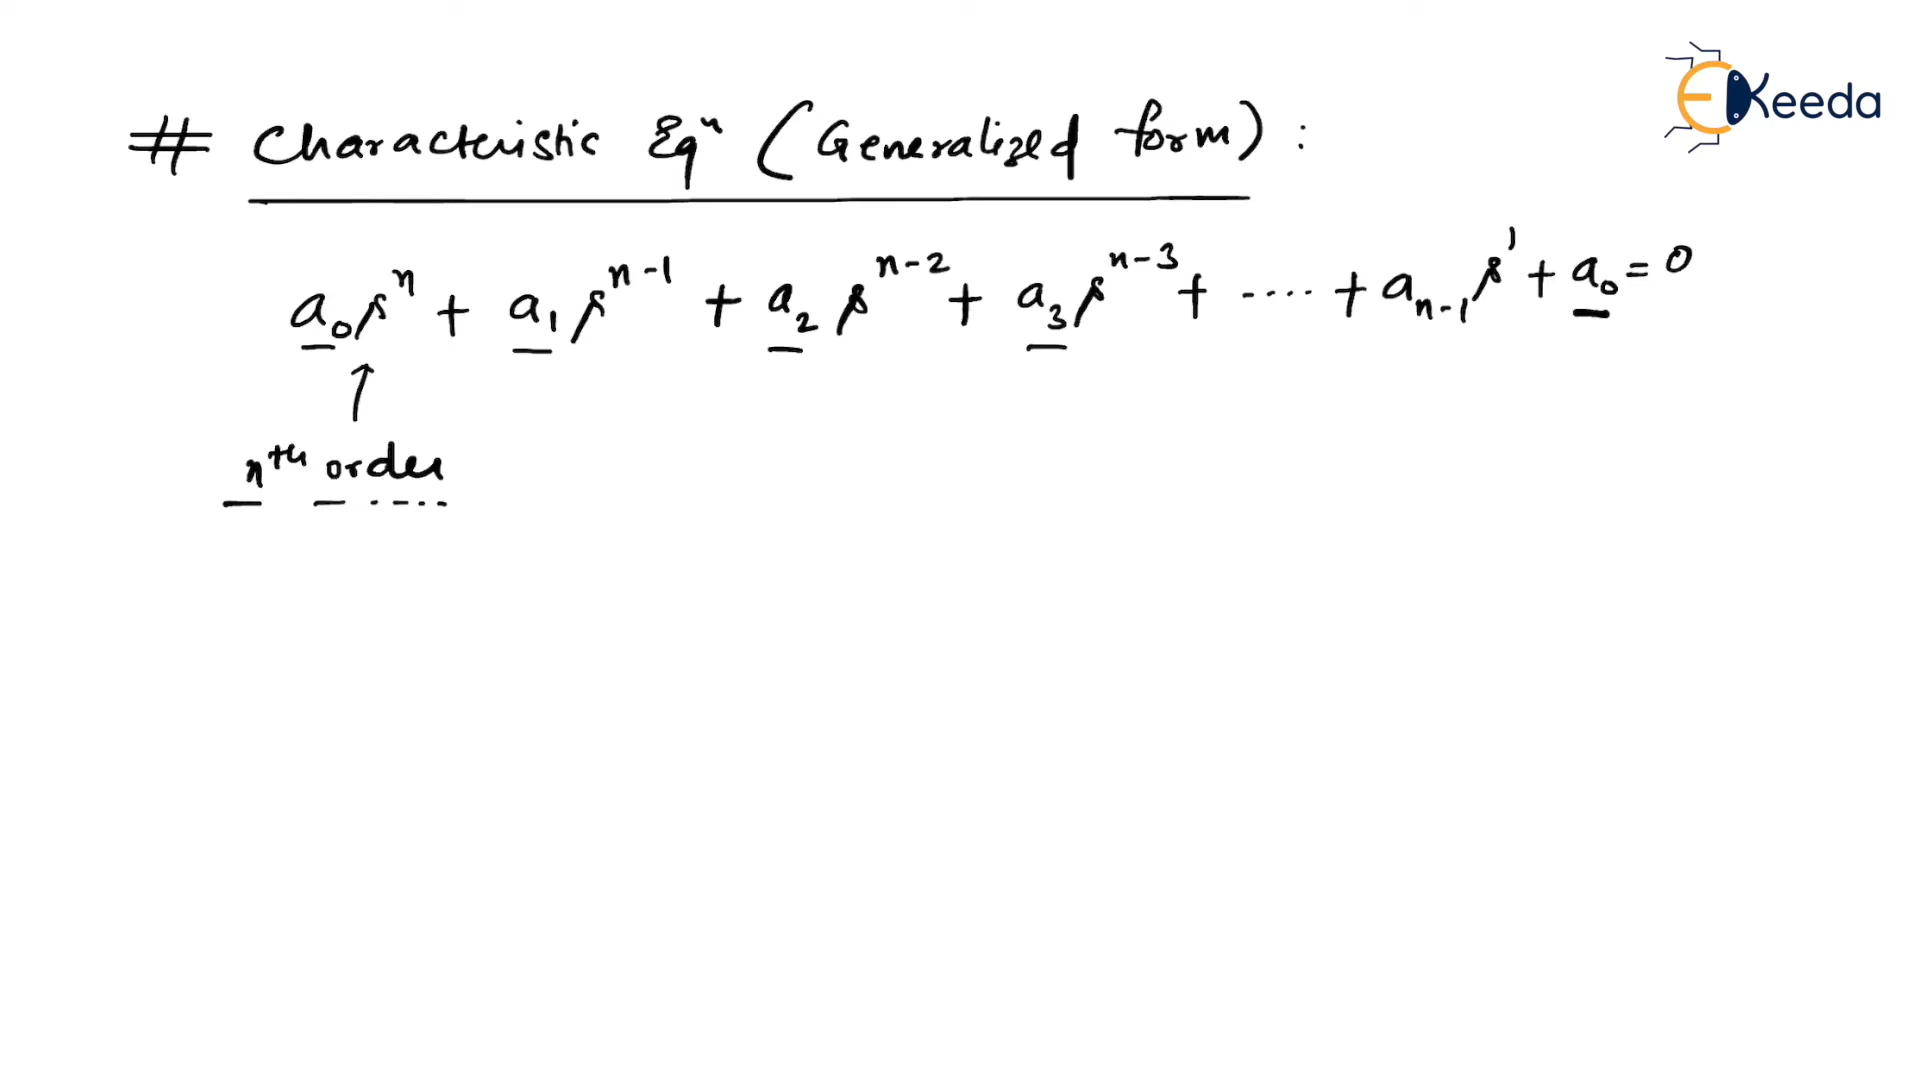 # Characteristic Eqⁿ (Generalized form) :
EKeeda
a₀sⁿ + a₁sⁿ⁻¹ + a₂sⁿ⁻² + a₃sⁿ⁻³ + ..... + aₙ₋₁s¹ + a₀ = 0
↑
nᵗʰ order